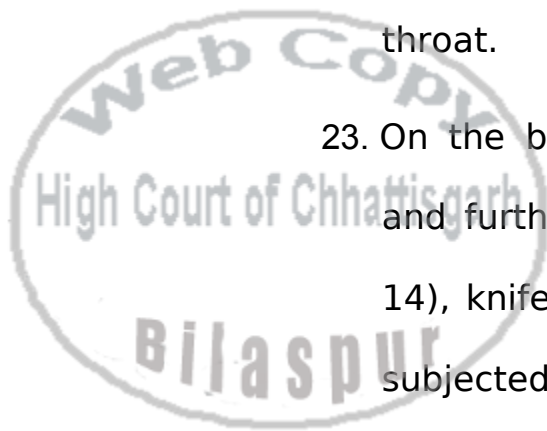 throat.
Web Copy
23. On the b
High Court of Chhattisgarh
and furth
14), knife
Bilaspur
subjected